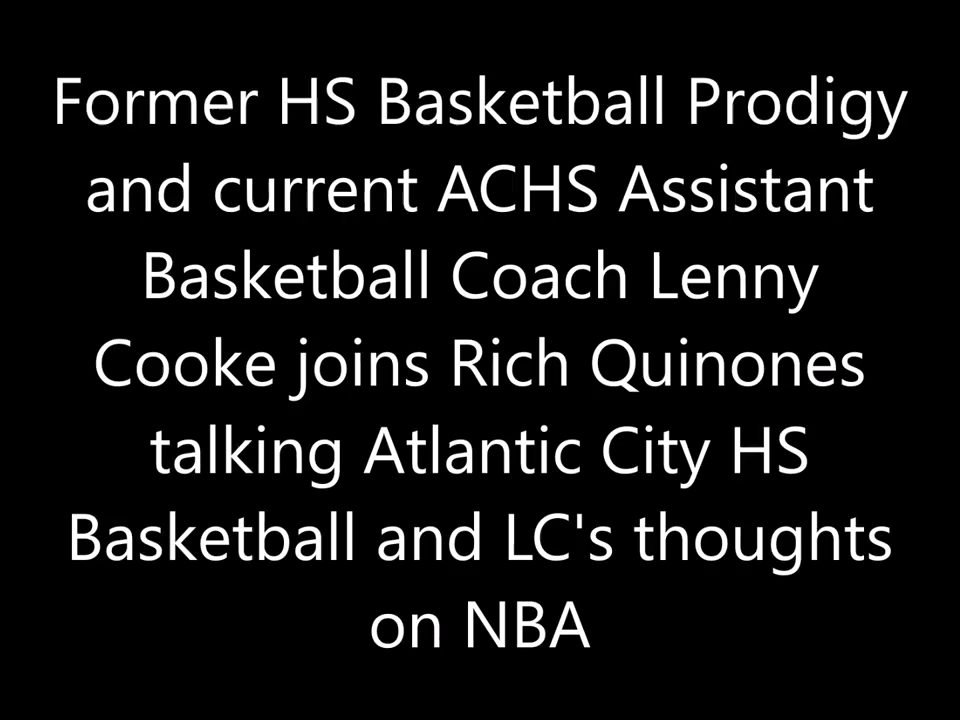 Former HS Basketball Prodigy
and current ACHS Assistant
Basketball Coach Lenny
Cooke joins Rich Quinones
talking Atlantic City HS
Basketball and LC's thoughts
on NBA